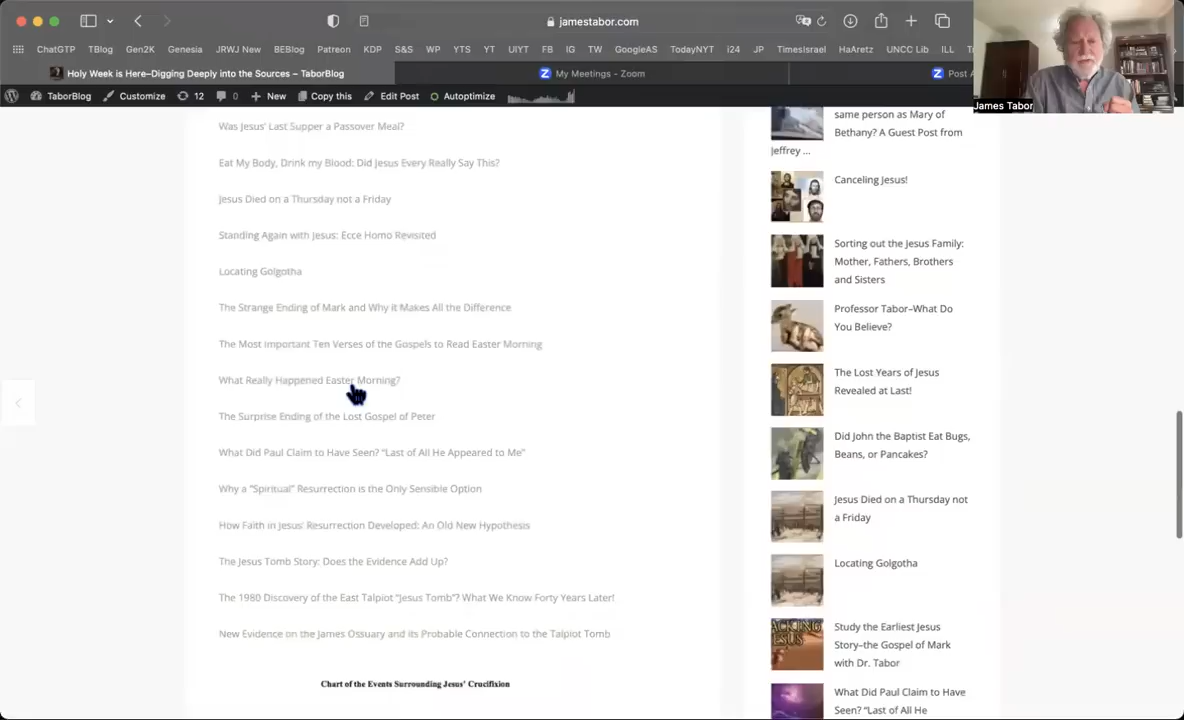 jamestabor.com
ChatGTP TBlog Gen2K Genesia JRWJ New BEBlog Patreon KDP S&S WP YTS YT UIYT FB IG TW GoogleAS TodayNYT i24 JP TimesIsrael HaAretz UNCC Lib ILL
Holy Week is Here–Digging Deeply into the Sources – TaborBlog
My Meetings – Zoom
Post A
TaborBlog Customize 12 0 New Copy this Edit Post Autoptimize
James Tabor
Was Jesus' Last Supper a Passover Meal?
Eat My Body, Drink my Blood: Did Jesus Every Really Say This?
Jesus Died on a Thursday not a Friday
Standing Again with Jesus: Ecce Homo Revisited
Locating Golgotha
The Strange Ending of Mark and Why it Makes All the Difference
The Most Important Ten Verses of the Gospels to Read Easter Morning
What Really Happened Easter Morning?
The Surprise Ending of the Lost Gospel of Peter
What Did Paul Claim to Have Seen? "Last of All He Appeared to Me"
Why a "Spiritual" Resurrection is the Only Sensible Option
How Faith in Jesus' Resurrection Developed: An Old New Hypothesis
The Jesus Tomb Story: Does the Evidence Add Up?
The 1980 Discovery of the East Talpiot "Jesus Tomb"? What We Know Forty Years Later!
New Evidence on the James Ossuary and its Probable Connection to the Talpiot Tomb
Chart of the Events Surrounding Jesus' Crucifixion
same person as Mary of
Bethany? A Guest Post from
Jeffrey ...
Canceling Jesus!
Sorting out the Jesus Family:
Mother, Fathers, Brothers
and Sisters
Professor Tabor–What Do
You Believe?
The Lost Years of Jesus
Revealed at Last!
Did John the Baptist Eat Bugs,
Beans, or Pancakes?
Jesus Died on a Thursday not
a Friday
Locating Golgotha
Study the Earliest Jesus
Story–the Gospel of Mark
with Dr. Tabor
What Did Paul Claim to Have
Seen? "Last of All He